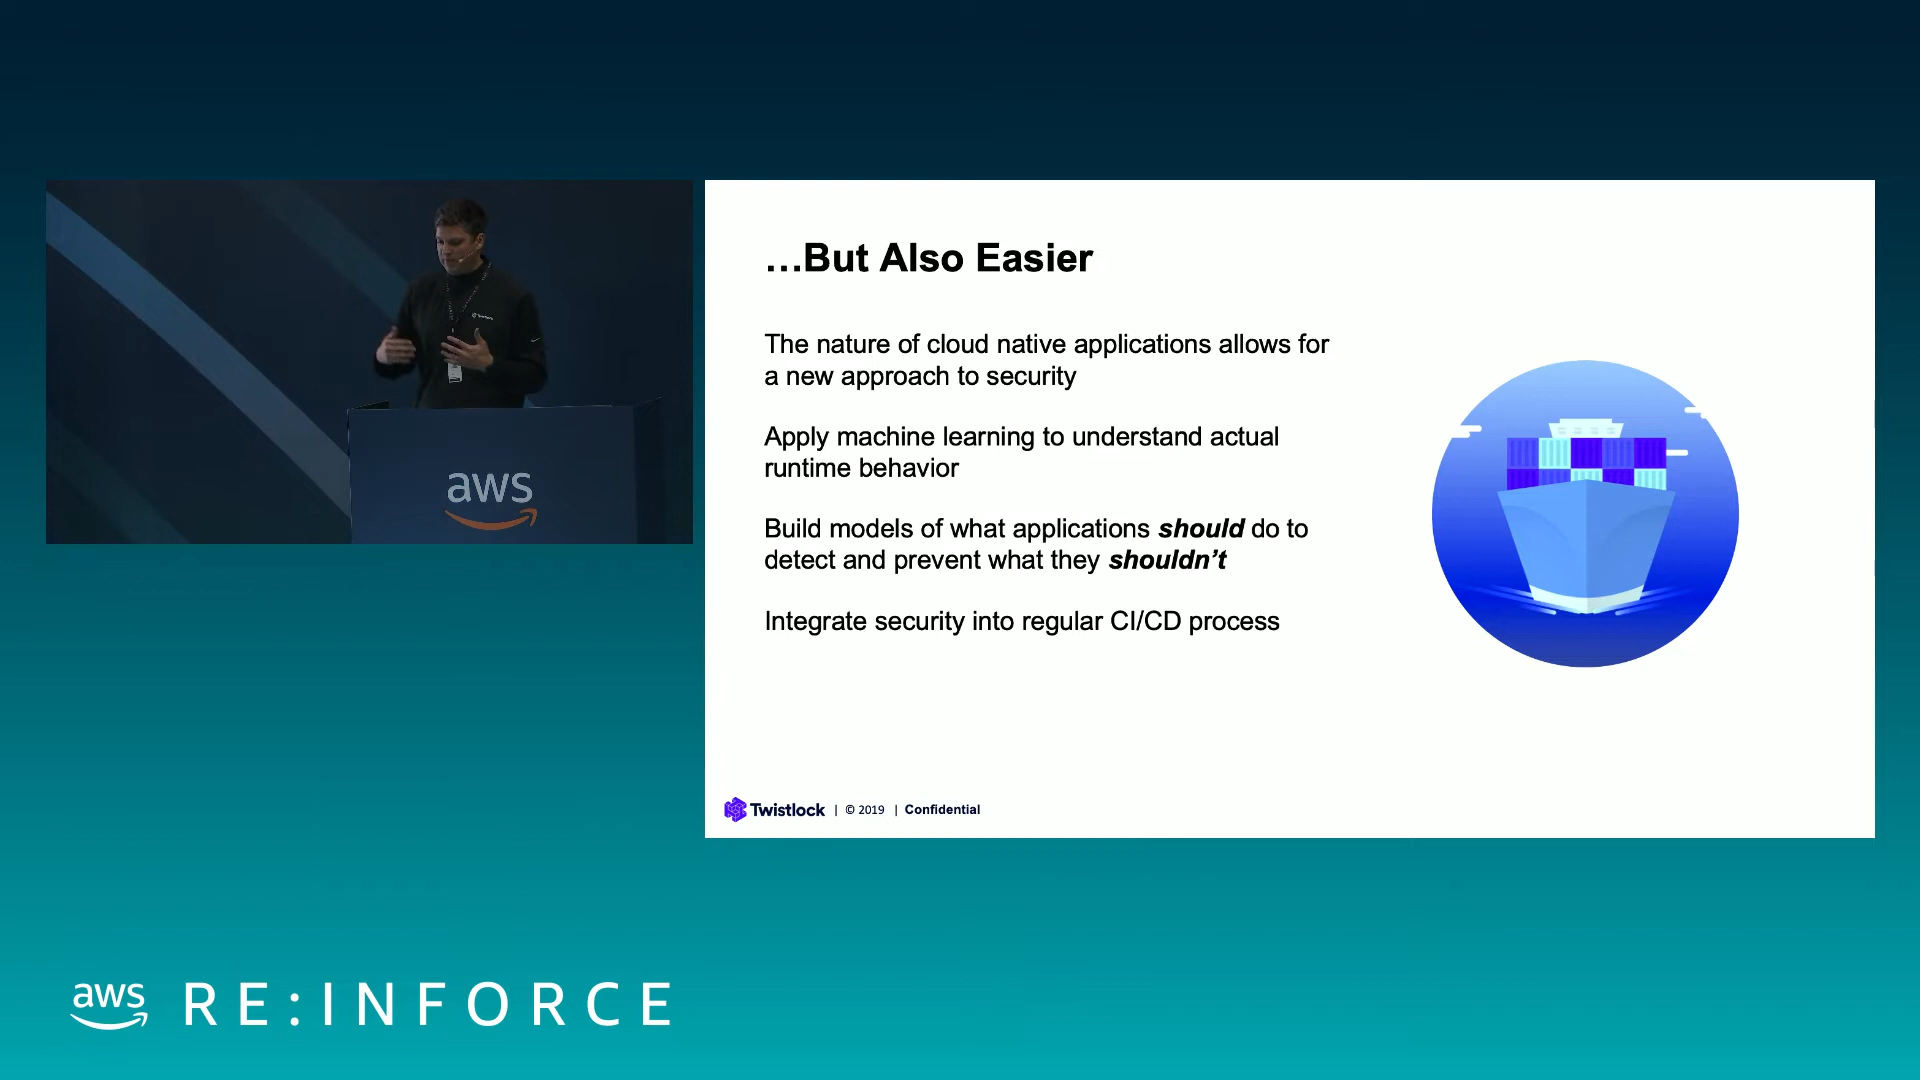 aws
…But Also Easier
The nature of cloud native applications allows for
a new approach to security
Apply machine learning to understand actual
runtime behavior
Build models of what applications should do to
detect and prevent what they shouldn’t
Integrate security into regular CI/CD process
Twistlock | © 2019 | Confidential
aws RE:INFORCE